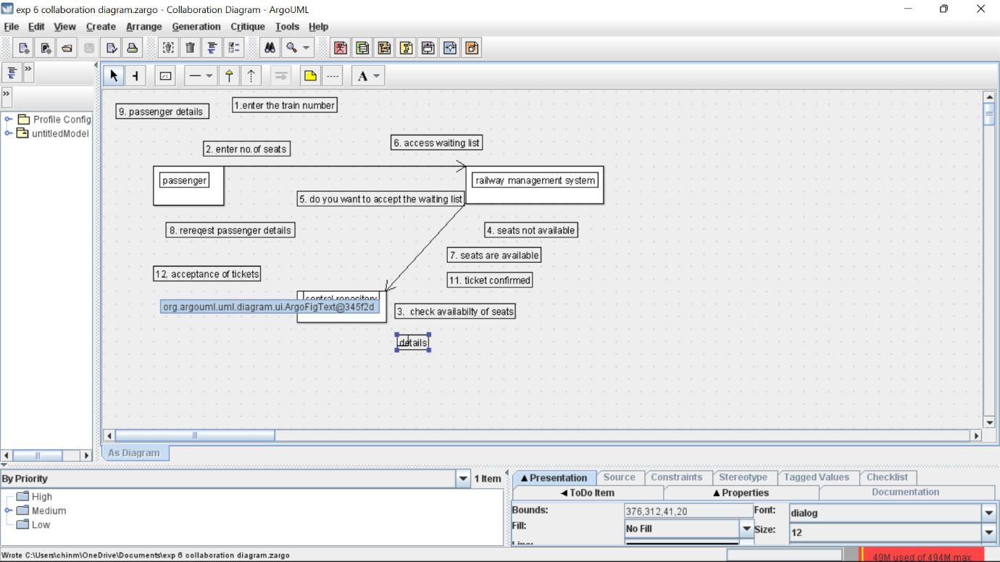 exp 6 collaboration diagram.zargo - Collaboration Diagram - ArgoUML
File Edit View Create Arrange Generation Critique Tools Help
A
Profile Config
untitledModel
9. passenger details
1.enter the train number
2. enter no.of seats
6. access waiting list
passenger
railway management system
5. do you want to accept the waiting list
8. rereqest passenger details
4. seats not available
7. seats are available
12. acceptance of tickets
11. ticket confirmed
central repository
org.argouml.uml.diagram.ui.ArgoFigText@345f2d
3. check availabilty of seats
details
As Diagram
By Priority
1 Item
High
Medium
Low
Presentation Source Constraints Stereotype Tagged Values Checklist
ToDo Item Properties Documentation
Bounds: 376,312,41,20
Font: dialog
Fill: No Fill
Size: 12
Line:
Wrote C:\Users\chinm\OneDrive\Documents\exp 6 collaboration diagram.zargo
49M used of 494M max